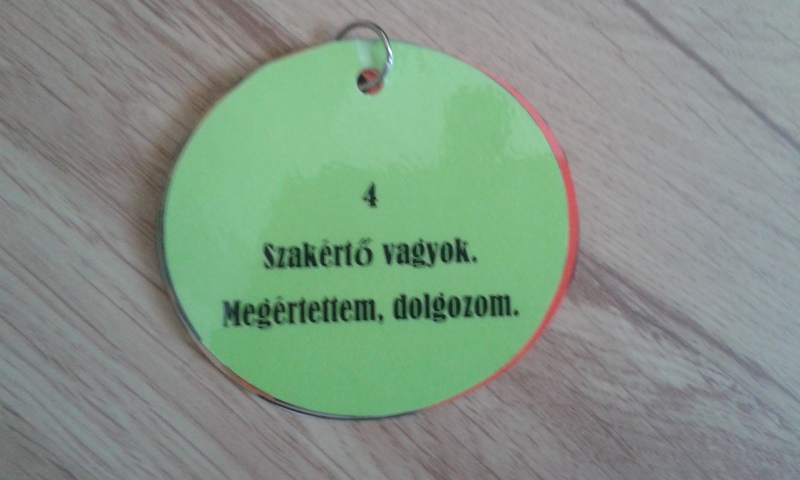 4
Szakértő vagyok.
Megértettem, dolgozom.